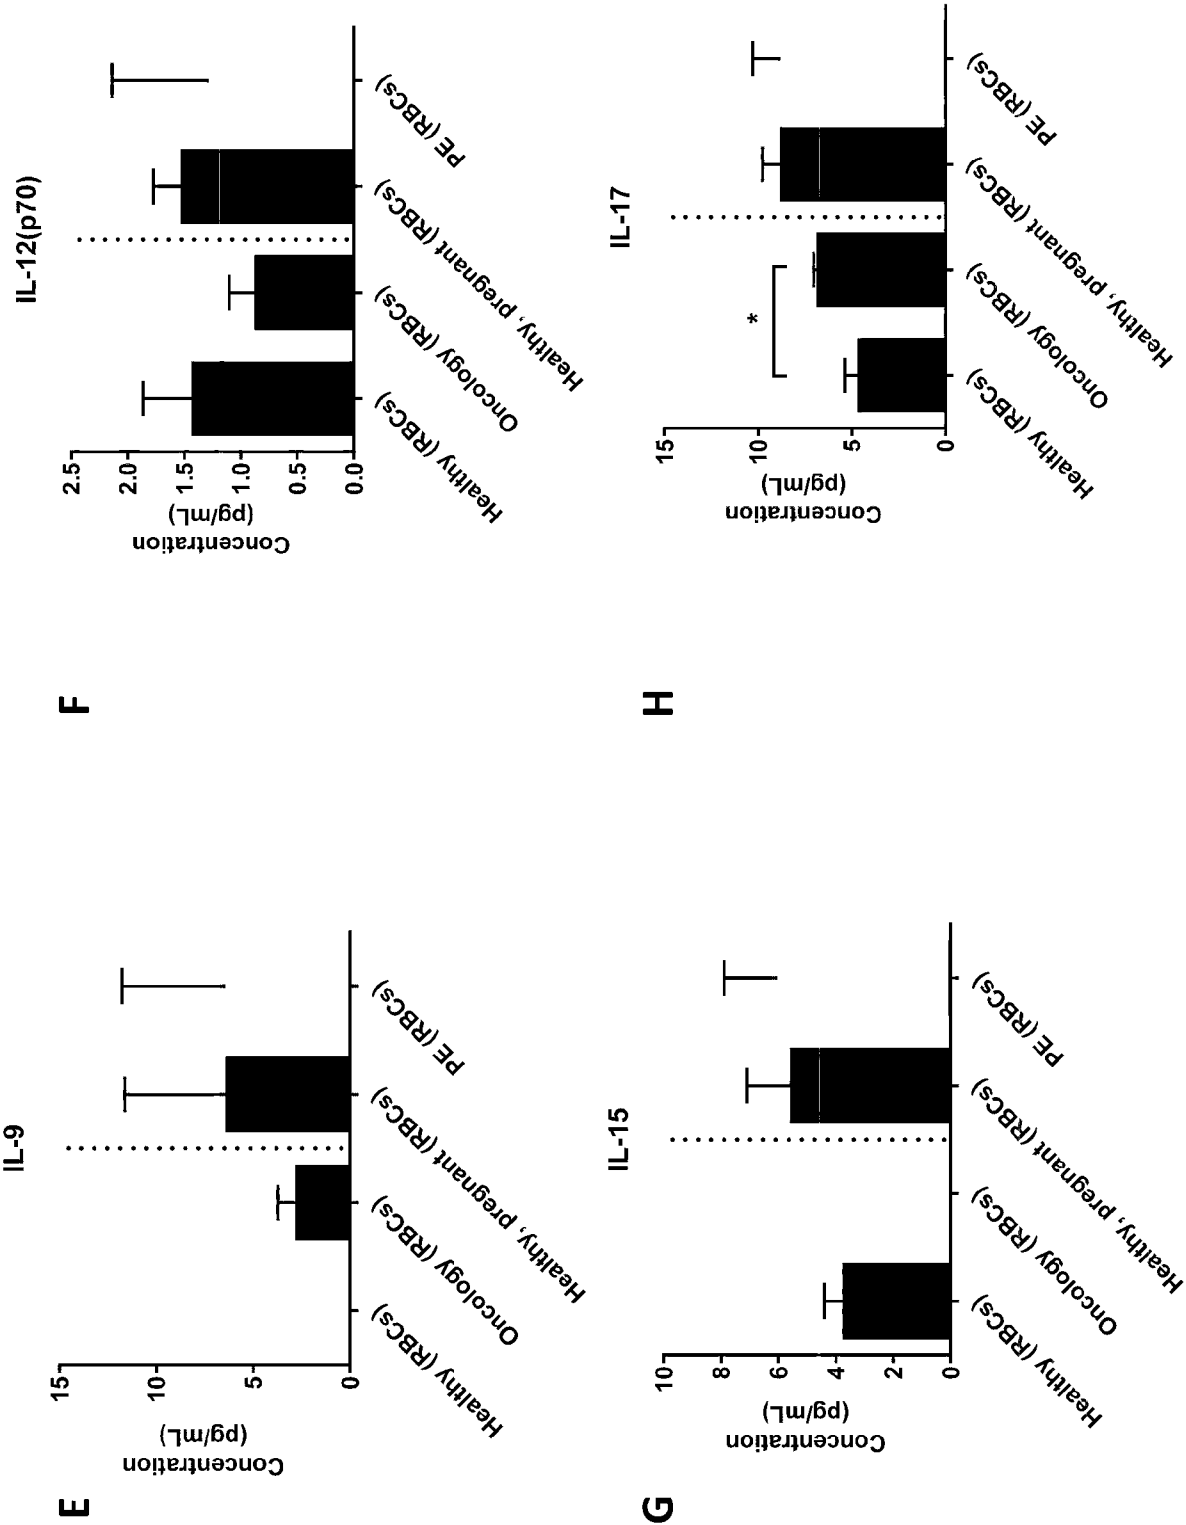 E
IL-9
Concentration
(pg/mL)
15
10
5
0
Healthy (RBCs)
Oncology (RBCs)
Healthy, pregnant (RBCs)
PE (RBCs)
F
IL-12(p70)
Concentration
(pg/mL)
2.5
2.0
1.5
1.0
0.5
0.0
Healthy (RBCs)
Oncology (RBCs)
Healthy, pregnant (RBCs)
PE (RBCs)
G
IL-15
Concentration
(pg/mL)
10
8
6
4
2
0
Healthy (RBCs)
Oncology (RBCs)
Healthy, pregnant (RBCs)
PE (RBCs)
H
IL-17
Concentration
(pg/mL)
15
10
5
0
*
Healthy (RBCs)
Oncology (RBCs)
Healthy, pregnant (RBCs)
PE (RBCs)